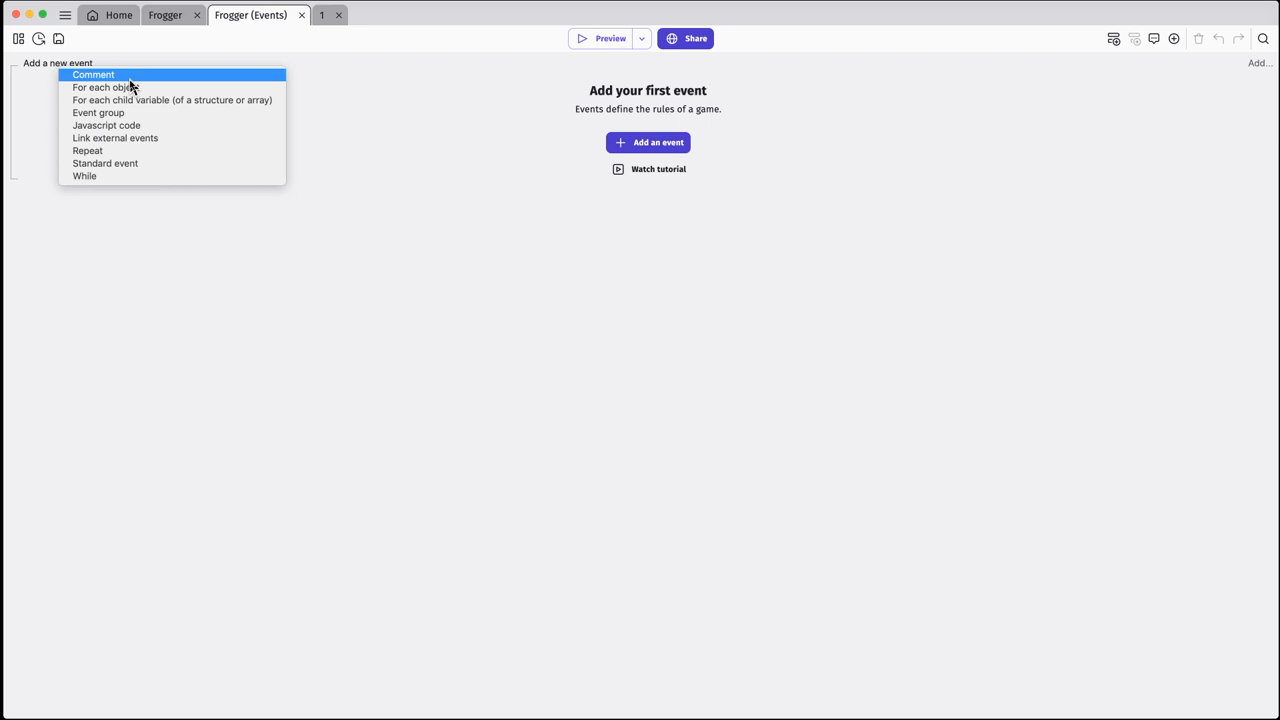 Home
Frogger
Frogger (Events)
1
Preview
Share
Add a new event
Add...
Comment
For each object
For each child variable (of a structure or array)
Event group
Javascript code
Link external events
Repeat
Standard event
While
Add your first event
Events define the rules of a game.
Add an event
Watch tutorial